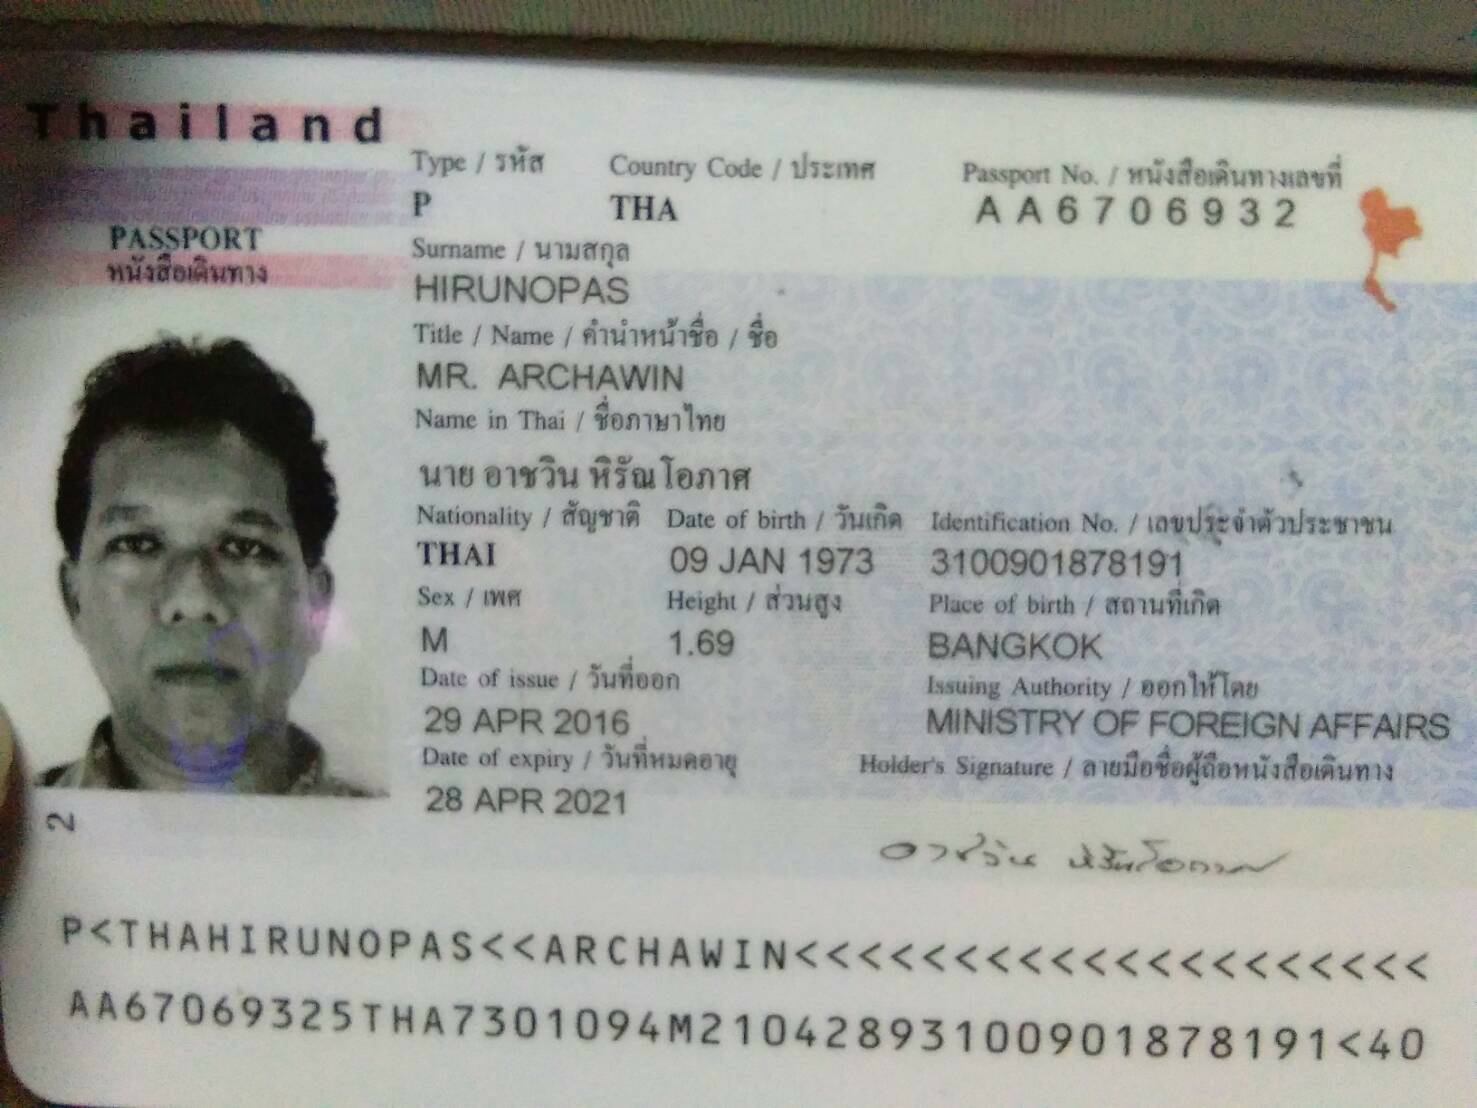 Thailand
Type / รหัส Country Code / ประเทศ Passport No. / หนังสือเดินทางเลขที่
P THA AA6706932
PASSPORT
หนังสือเดินทาง
Surname / นามสกุล
HIRUNOPAS
Title / Name / คำนำหน้าชื่อ / ชื่อ
MR. ARCHAWIN
Name in Thai / ชื่อภาษาไทย
นาย อาชวิน หิรัณโอภาศ
Nationality / สัญชาติ Date of birth / วันเกิด Identification No. / เลขประจำตัวประชาชน
THAI 09 JAN 1973 3100901878191
Sex / เพศ Height / ส่วนสูง Place of birth / สถานที่เกิด
M 1.69 BANGKOK
Date of issue / วันที่ออก Issuing Authority / ออกให้โดย
29 APR 2016 MINISTRY OF FOREIGN AFFAIRS
Date of expiry / วันที่หมดอายุ Holder's Signature / ลายมือชื่อผู้ถือหนังสือเดินทาง
28 APR 2021
2
อาชวิน หิรัณโอภาศ
P<THAHIRUNOPAS<<ARCHAWIN<<<<<<<<<<<<<<<<<<<<
AA67069325THA7301094M21042893100901878191<40